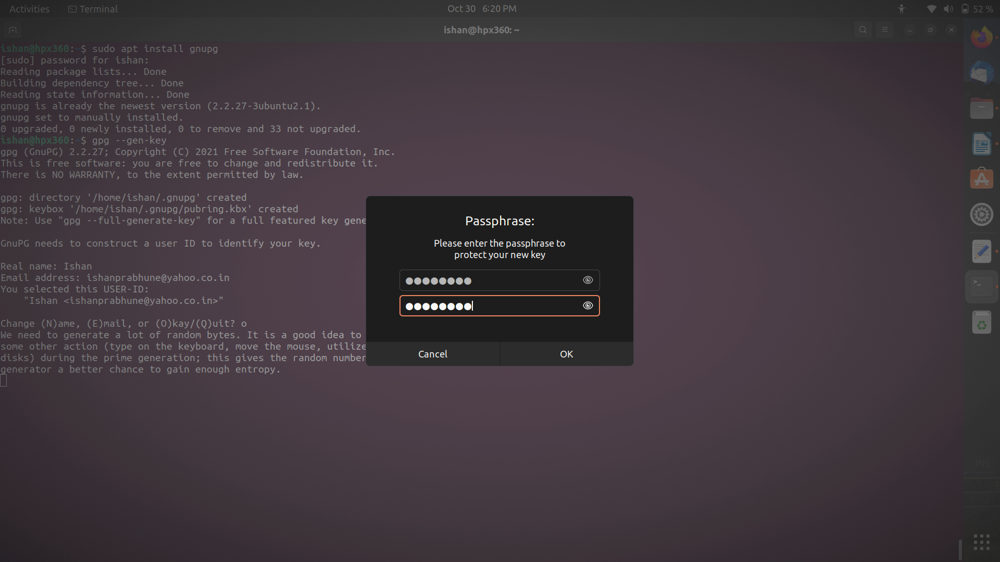 Activities
Terminal
Oct 30 6:20 PM
52 %
ishan@hpx360: ~
ishan@hpx360:~$ sudo apt install gnupg
[sudo] password for ishan:
Reading package lists... Done
Building dependency tree... Done
Reading state information... Done
gnupg is already the newest version (2.2.27-3ubuntu2.1).
gnupg set to manually installed.
0 upgraded, 0 newly installed, 0 to remove and 33 not upgraded.
ishan@hpx360:~$ gpg --gen-key
gpg (GnuPG) 2.2.27; Copyright (C) 2021 Free Software Foundation, Inc.
This is free software: you are free to change and redistribute it.
There is NO WARRANTY, to the extent permitted by law.
gpg: directory '/home/ishan/.gnupg' created
gpg: keybox '/home/ishan/.gnupg/pubring.kbx' created
Note: Use "gpg --full-generate-key" for a full featured key gene
GnuPG needs to construct a user ID to identify your key.
Real name: Ishan
Email address: ishanprabhune@yahoo.co.in
You selected this USER-ID:
"Ishan <ishanprabhune@yahoo.co.in>"
Change (N)ame, (E)mail, or (O)kay/(Q)uit? o
We need to generate a lot of random bytes. It is a good idea to
some other action (type on the keyboard, move the mouse, utilize
disks) during the prime generation; this gives the random number
generator a better chance to gain enough entropy.
Passphrase:
Please enter the passphrase to
protect your new key
Cancel
OK
INS